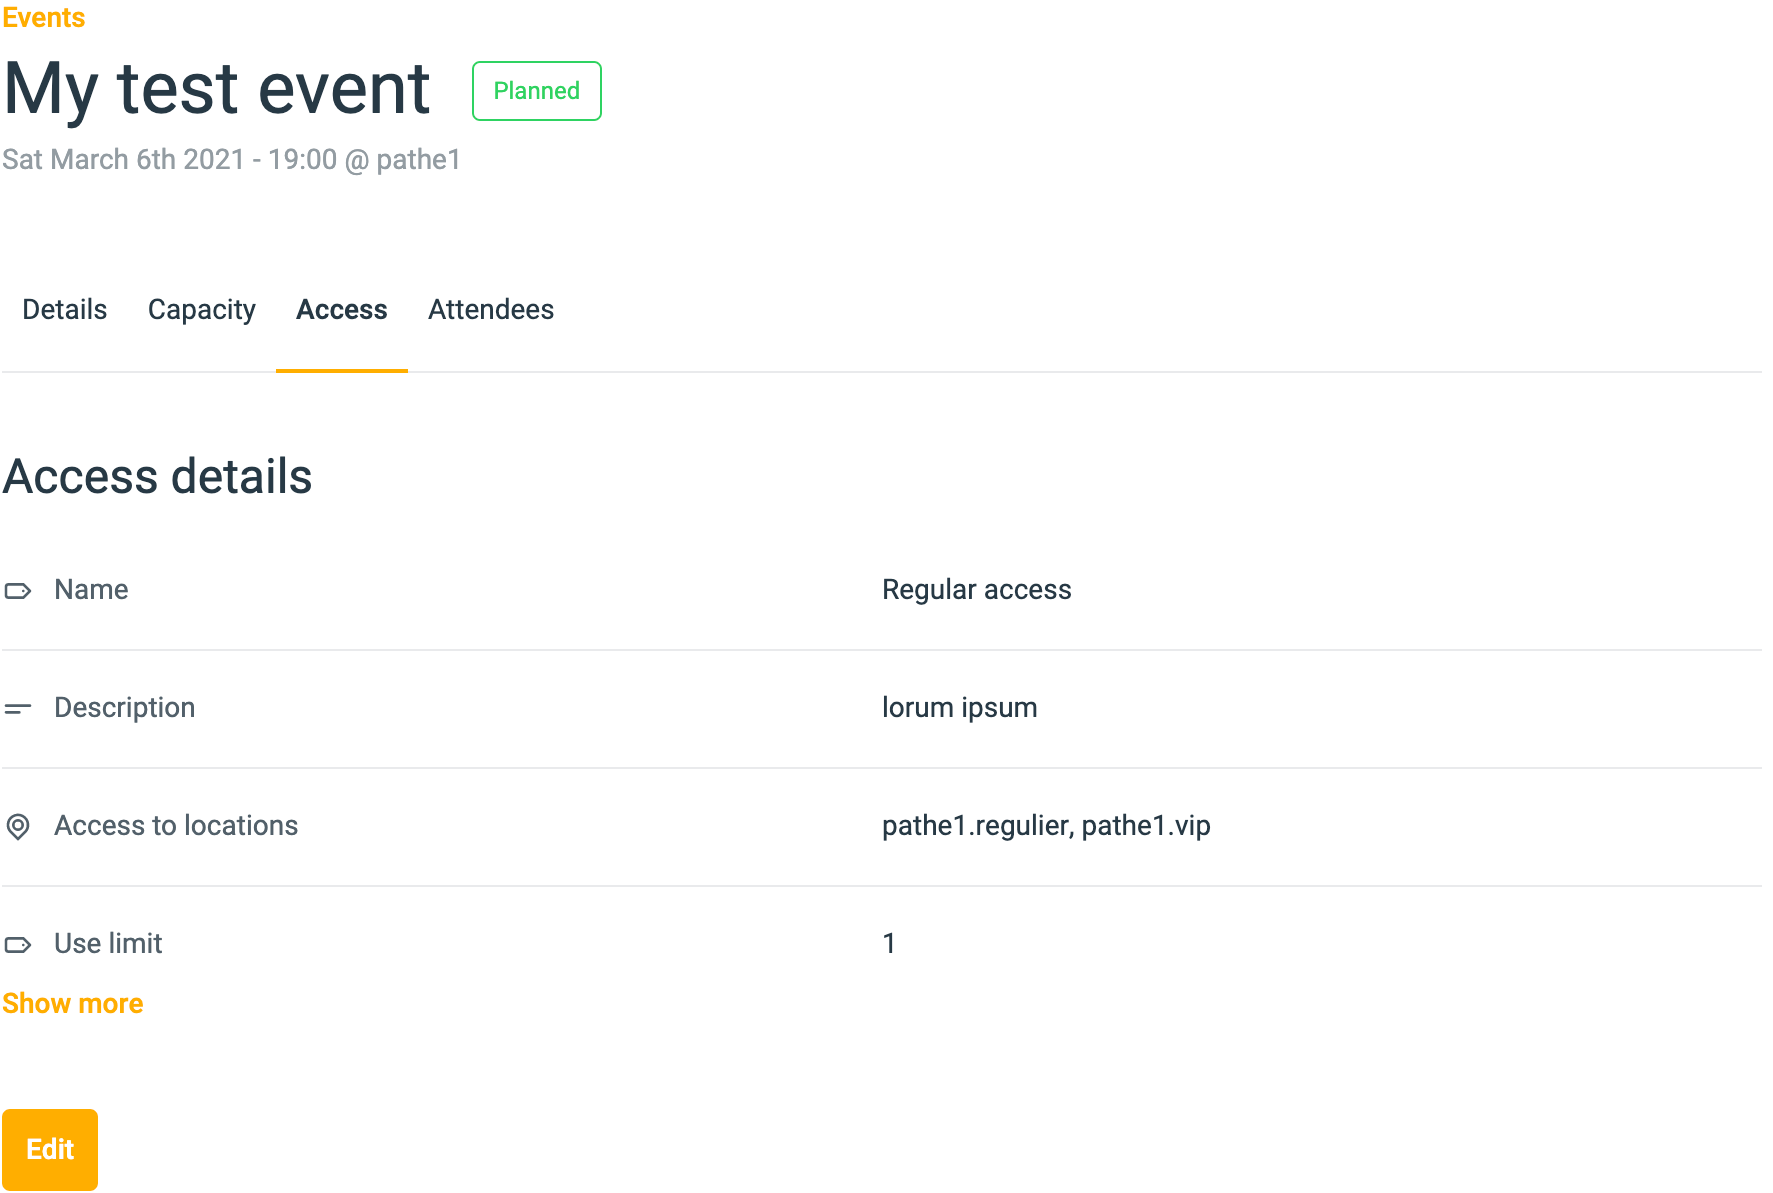 Events
My test event Planned
Sat March 6th 2021 - 19:00 @ pathe1
Details Capacity Access Attendees
Access details
Name Regular access
Description lorum ipsum
Access to locations pathe1.regulier, pathe1.vip
Use limit 1
Show more
Edit